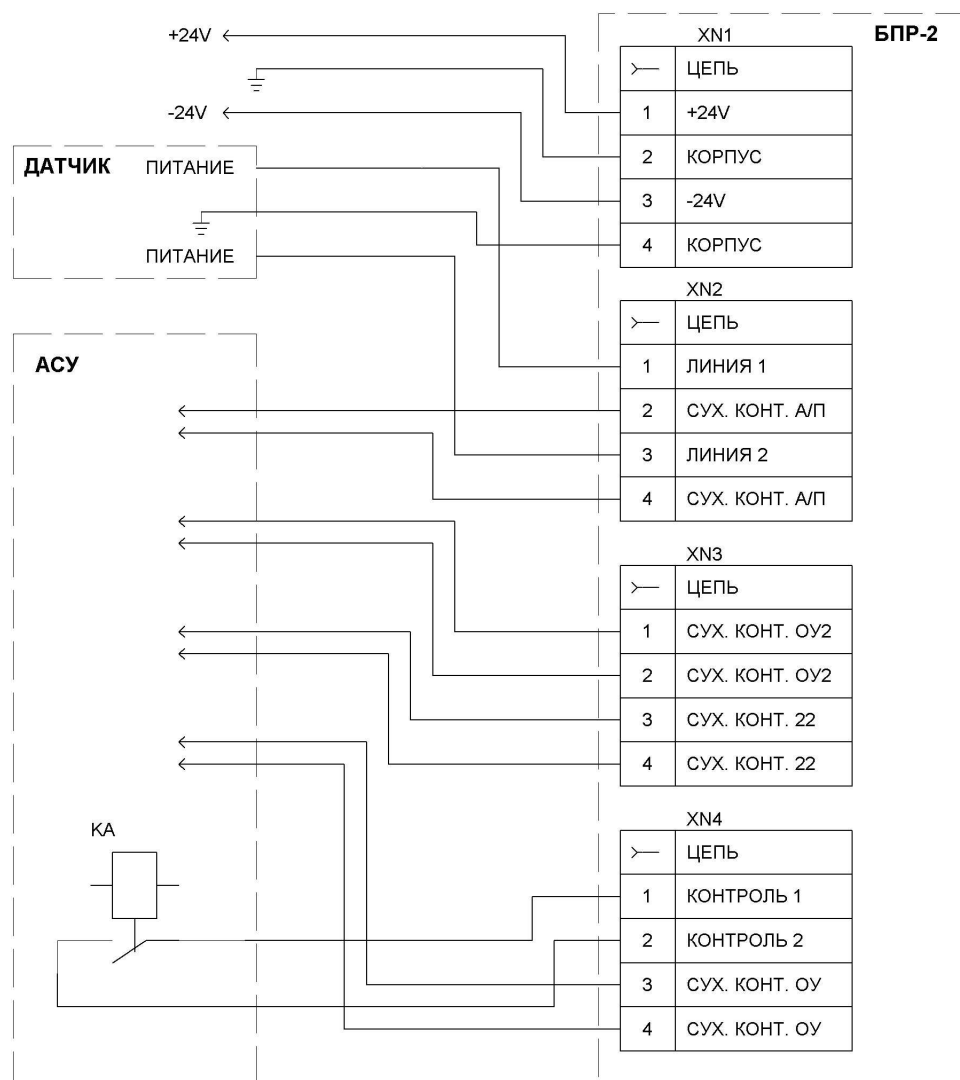 БПР-2
+24V
-24V
ДАТЧИК
ПИТАНИЕ
ПИТАНИЕ
АСУ
КА
XN1
ЦЕПЬ
1 +24V
2 КОРПУС
3 -24V
4 КОРПУС
XN2
ЦЕПЬ
1 ЛИНИЯ 1
2 СУХ. КОНТ. А/П
3 ЛИНИЯ 2
4 СУХ. КОНТ. А/П
XN3
ЦЕПЬ
1 СУХ. КОНТ. ОУ2
2 СУХ. КОНТ. ОУ2
3 СУХ. КОНТ. 22
4 СУХ. КОНТ. 22
XN4
ЦЕПЬ
1 КОНТРОЛЬ 1
2 КОНТРОЛЬ 2
3 СУХ. КОНТ. ОУ
4 СУХ. КОНТ. ОУ